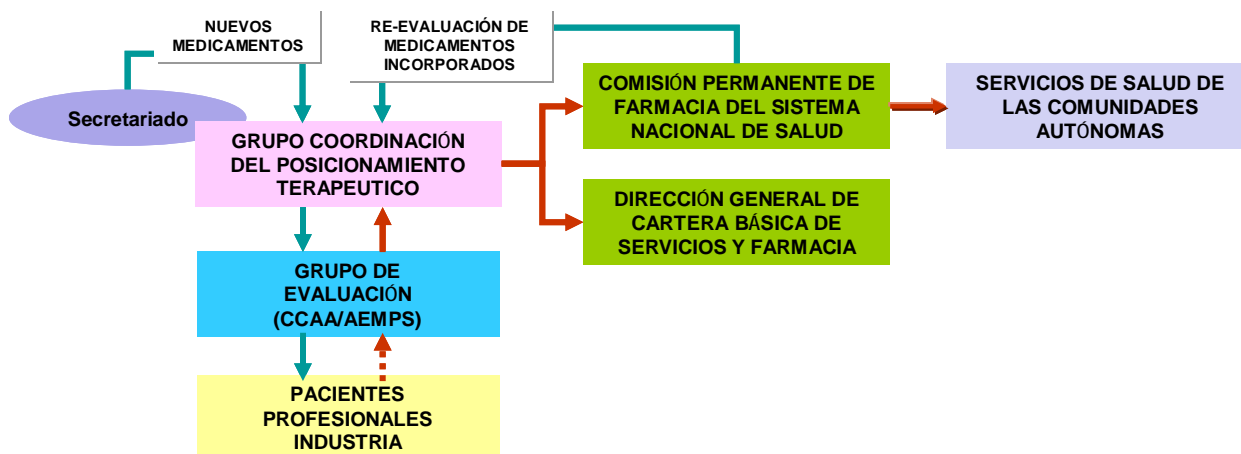 NUEVOS
MEDICAMENTOS
RE-EVALUACIÓN DE
MEDICAMENTOS
INCORPORADOS
Secretariado
GRUPO COORDINACIÓN
DEL POSICIONAMIENTO
TERAPEUTICO
COMISIÓN PERMANENTE DE
FARMACIA DEL SISTEMA
NACIONAL DE SALUD
SERVICIOS DE SALUD DE
LAS COMUNIDADES
AUTÓNOMAS
DIRECCIÓN GENERAL DE
CARTERA BÁSICA DE
SERVICIOS Y FARMACIA
GRUPO DE
EVALUACIÓN
(CCAA/AEMPS)
PACIENTES
PROFESIONALES
INDUSTRIA